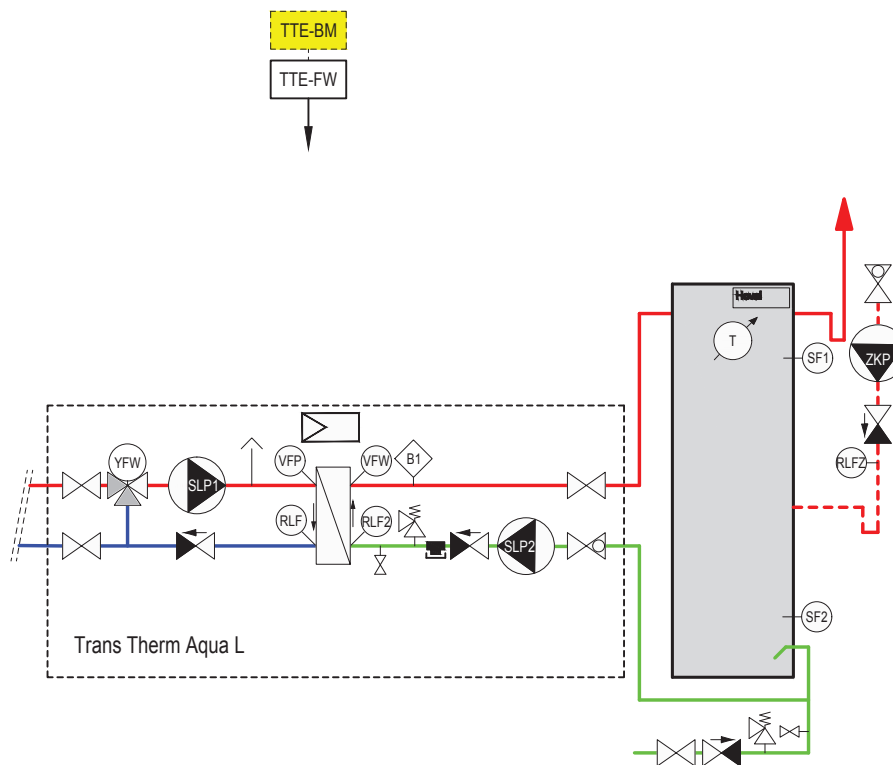 TTE-BM
TTE-FW
Hoval
T
SF1
ZKP
RLFZ
YFW
SLP1
VFP
VFW
B1
RLF
RLF2
SLP2
SF2
Trans Therm Aqua L